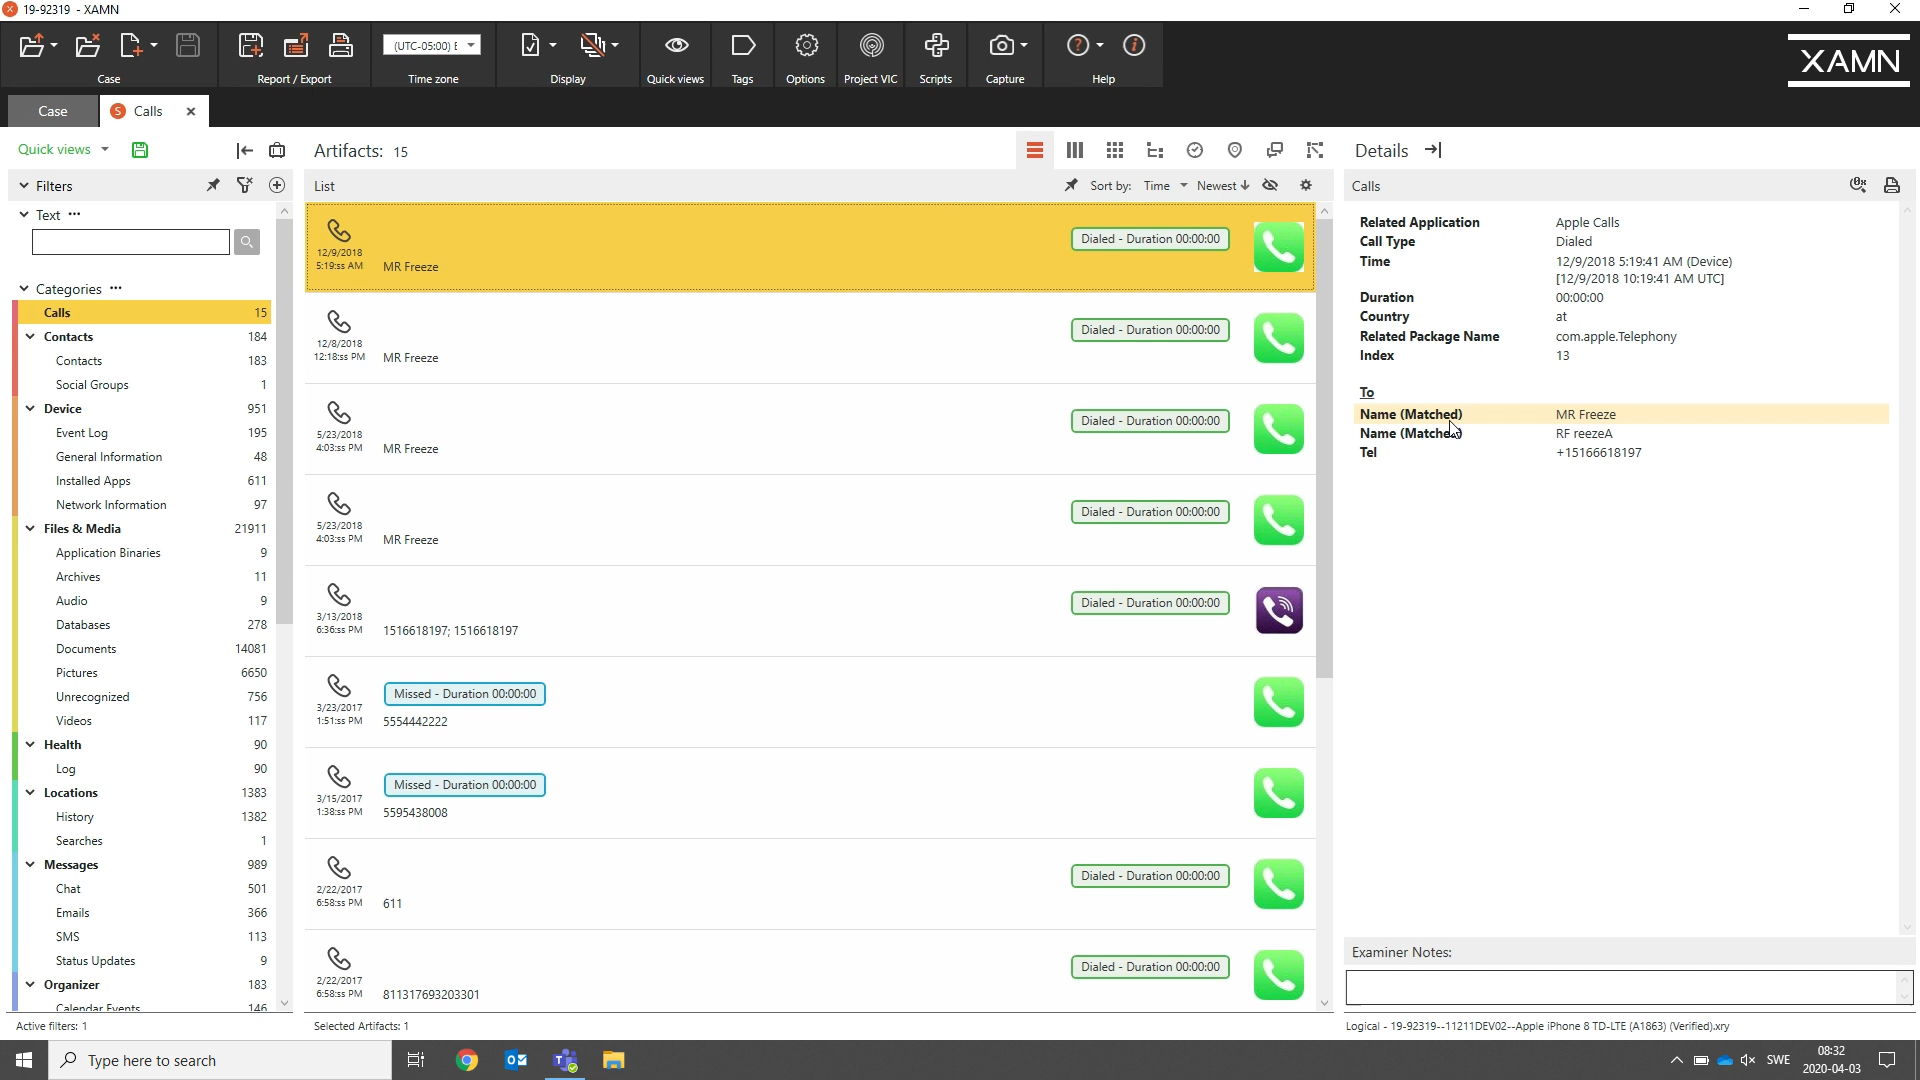 19-92319 - XAMN
(UTC-05:00) E
Case
Report / Export
Time zone
Display
Quick views
Tags
Options
Project VIC
Scripts
Capture
Help
XAMN
Case
S Calls
Quick views
Artifacts: 15
Details
Filters
List
Sort by: Time Newest
Calls
Text
Categories
Calls 15
Contacts 184
Contacts 183
Social Groups 1
Device 951
Event Log 195
General Information 48
Installed Apps 611
Network Information 97
Files & Media 21911
Application Binaries 9
Archives 11
Audio 9
Databases 278
Documents 14081
Pictures 6650
Unrecognized 756
Videos 117
Health 90
Log 90
Locations 1383
History 1382
Searches 1
Messages 989
Chat 501
Emails 366
SMS 113
Status Updates 9
Organizer 183
Calendar Events 146
Active filters: 1
Dialed - Duration 00:00:00
12/9/2018
5:19:ss AM MR Freeze
Dialed - Duration 00:00:00
12/8/2018
12:18:ss PM MR Freeze
Dialed - Duration 00:00:00
5/23/2018
4:03:ss PM MR Freeze
Dialed - Duration 00:00:00
5/23/2018
4:03:ss PM MR Freeze
Dialed - Duration 00:00:00
3/13/2018
6:36:ss PM 1516618197; 1516618197
Missed - Duration 00:00:00
3/23/2017
1:51:ss PM 5554442222
Missed - Duration 00:00:00
3/15/2017
1:38:ss PM 5595438008
Dialed - Duration 00:00:00
2/22/2017
6:58:ss PM 611
Dialed - Duration 00:00:00
2/22/2017
6:58:ss PM 811317693203301
Selected Artifacts: 1
Related Application Apple Calls
Call Type Dialed
Time 12/9/2018 5:19:41 AM (Device)
[12/9/2018 10:19:41 AM UTC]
Duration 00:00:00
Country at
Related Package Name com.apple.Telephony
Index 13
To
Name (Matched) MR Freeze
Name (Matched) RF reezeA
Tel +15166618197
Examiner Notes:
Logical - 19-92319--11211DEV02--Apple iPhone 8 TD-LTE (A1863) (Verified).xry
Type here to search
SWE
08:32
2020-04-03